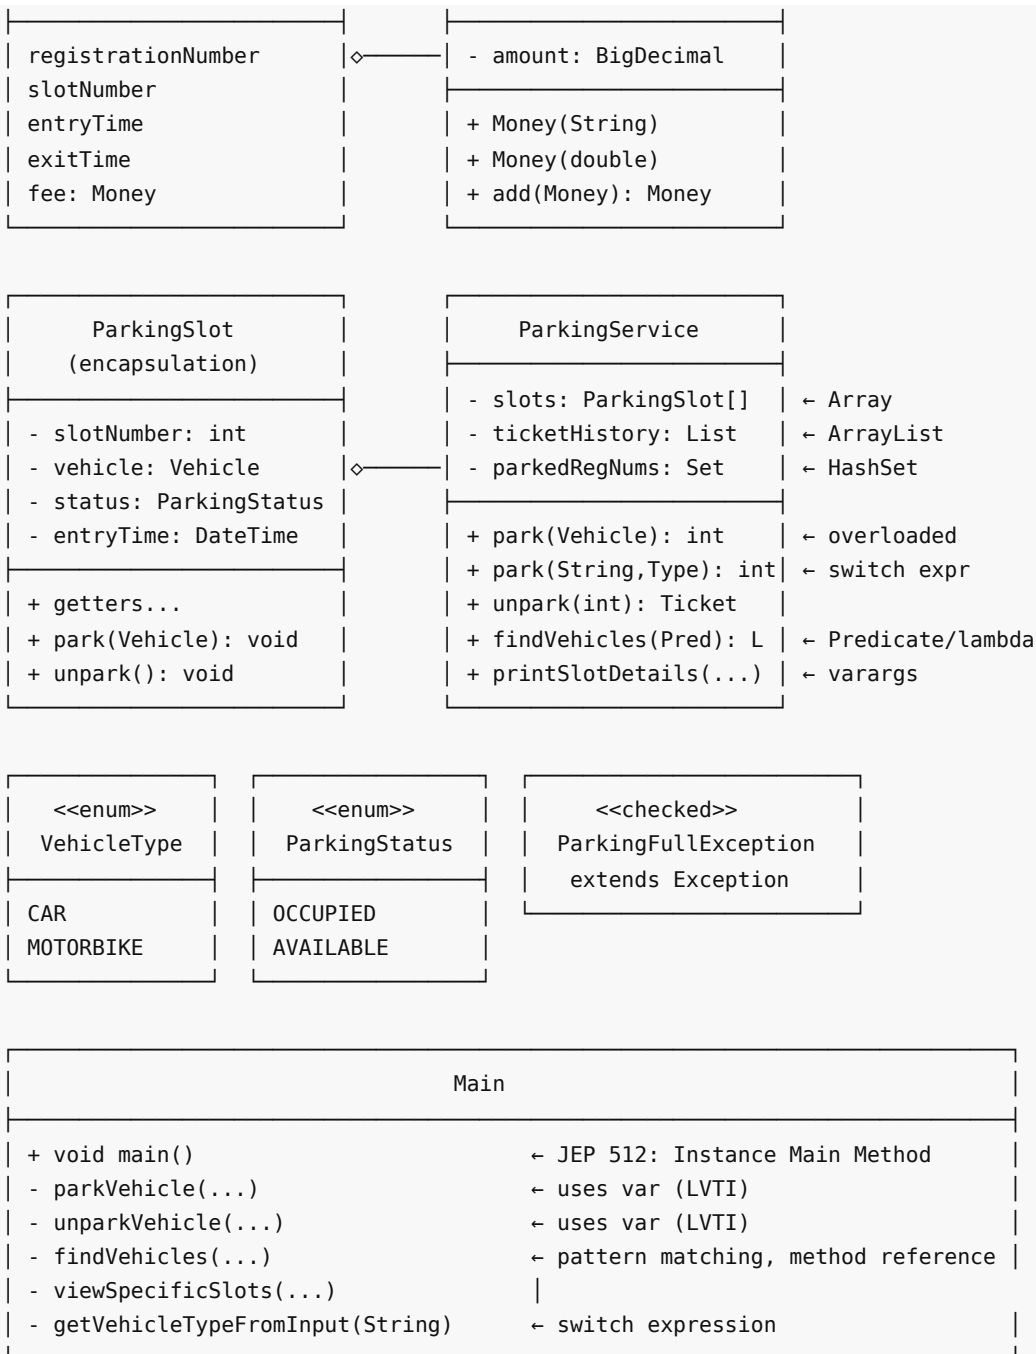 registrationNumber ◇ - amount: BigDecimal
slotNumber
entryTime + Money(String)
exitTime + Money(double)
fee: Money + add(Money): Money
ParkingSlot ParkingService
(encapsulation)
- slots: ParkingSlot[] ← Array
- slotNumber: int - ticketHistory: List ← ArrayList
- vehicle: Vehicle ◇ - parkedRegNums: Set ← HashSet
- status: ParkingStatus
- entryTime: DateTime + park(Vehicle): int ← overloaded
+ park(String,Type): int ← switch expr
+ getters... + unpark(int): Ticket
+ park(Vehicle): void + findVehicles(Pred): L ← Predicate/lambda
+ unpark(): void + printSlotDetails(...) ← varargs
<<enum>> <<enum>> <<checked>>
VehicleType ParkingStatus ParkingFullException
extends Exception
CAR OCCUPIED
MOTORBIKE AVAILABLE
Main
+ void main() ← JEP 512: Instance Main Method
- parkVehicle(...) ← uses var (LVTI)
- unparkVehicle(...) ← uses var (LVTI)
- findVehicles(...) ← pattern matching, method reference
- viewSpecificSlots(...)
- getVehicleTypeFromInput(String) ← switch expression